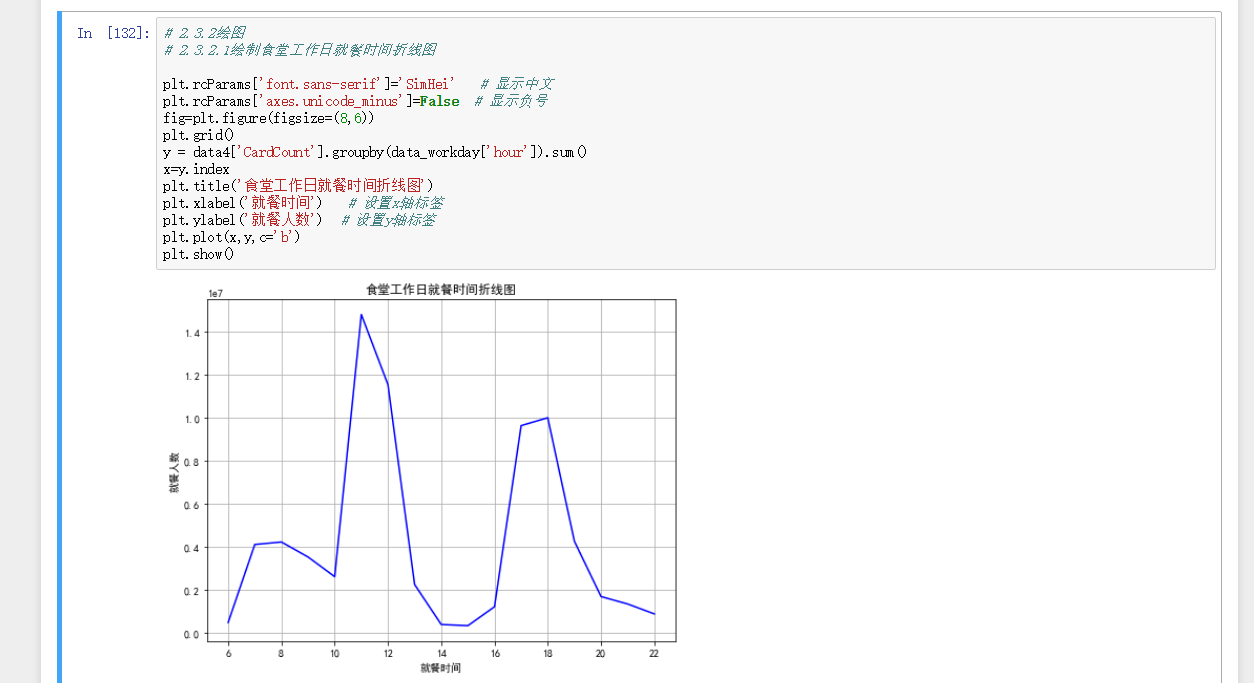 In [132]:
# 2.3.2绘图
# 2.3.2.1绘制食堂工作日就餐时间折线图
plt.rcParams['font.sans-serif']='SimHei'   # 显示中文
plt.rcParams['axes.unicode_minus']=False  # 显示负号
fig=plt.figure(figsize=(8,6))
plt.grid()
y = data4['CardCount'].groupby(data_workday['hour']).sum()
x=y.index
plt.title('食堂工作日就餐时间折线图')
plt.xlabel('就餐时间')   # 设置x轴标签
plt.ylabel('就餐人数')  # 设置y轴标签
plt.plot(x,y,c='b')
plt.show()
食堂工作日就餐时间折线图
1e7
1.4
1.2
1.0
0.8
0.6
0.4
0.2
0.0
就餐人数
6 8 10 12 14 16 18 20 22
就餐时间